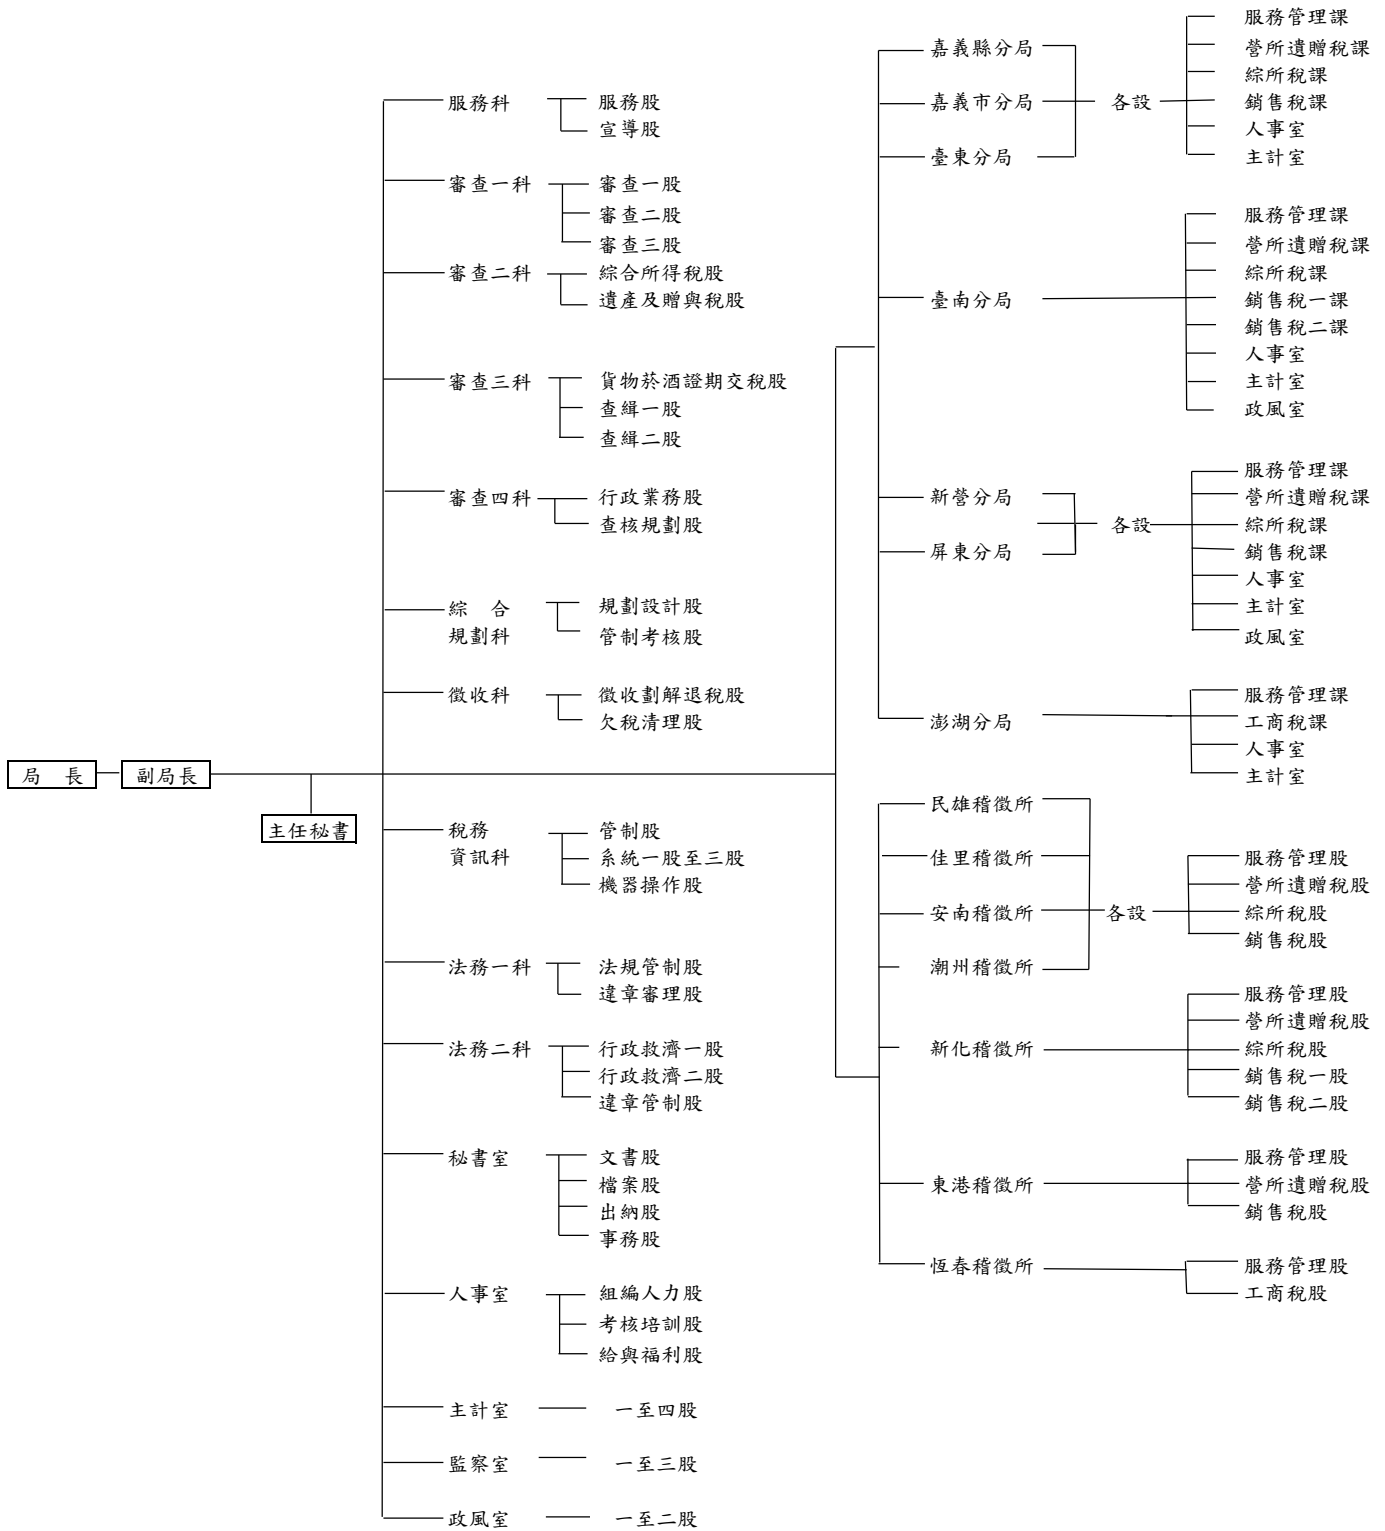 局　長
副局長
主任秘書
服務科
服務股
宣導股
審查一科
審查一股
審查二股
審查三股
審查二科
綜合所得稅股
遺產及贈與稅股
審查三科
貨物菸酒證期交稅股
查緝一股
查緝二股
審查四科
行政業務股
查核規劃股
綜　合
規劃科
規劃設計股
管制考核股
徵收科
徵收劃解退稅股
欠稅清理股
稅務
資訊科
管制股
系統一股至三股
機器操作股
法務一科
法規管制股
違章審理股
法務二科
行政救濟一股
行政救濟二股
違章管制股
秘書室
文書股
檔案股
出納股
事務股
人事室
組編人力股
考核培訓股
給與福利股
主計室
一至四股
監察室
一至三股
政風室
一至二股
嘉義縣分局
嘉義市分局
臺東分局
各設
服務管理課
營所遺贈稅課
綜所稅課
銷售稅課
人事室
主計室
臺南分局
服務管理課
營所遺贈稅課
綜所稅課
銷售稅一課
銷售稅二課
人事室
主計室
政風室
新營分局
屏東分局
各設
服務管理課
營所遺贈稅課
綜所稅課
銷售稅課
人事室
主計室
政風室
澎湖分局
服務管理課
工商稅課
人事室
主計室
民雄稽徵所
佳里稽徵所
安南稽徵所
潮州稽徵所
各設
服務管理股
營所遺贈稅股
綜所稅股
銷售稅股
新化稽徵所
服務管理股
營所遺贈稅股
綜所稅股
銷售稅一股
銷售稅二股
東港稽徵所
服務管理股
營所遺贈稅股
銷售稅股
恆春稽徵所
服務管理股
工商稅股